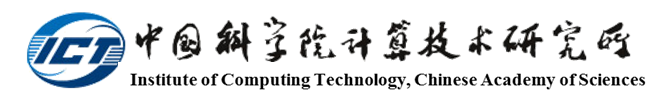 ICT 中国科学院计算技术研究所
Institute of Computing Technology, Chinese Academy of Sciences